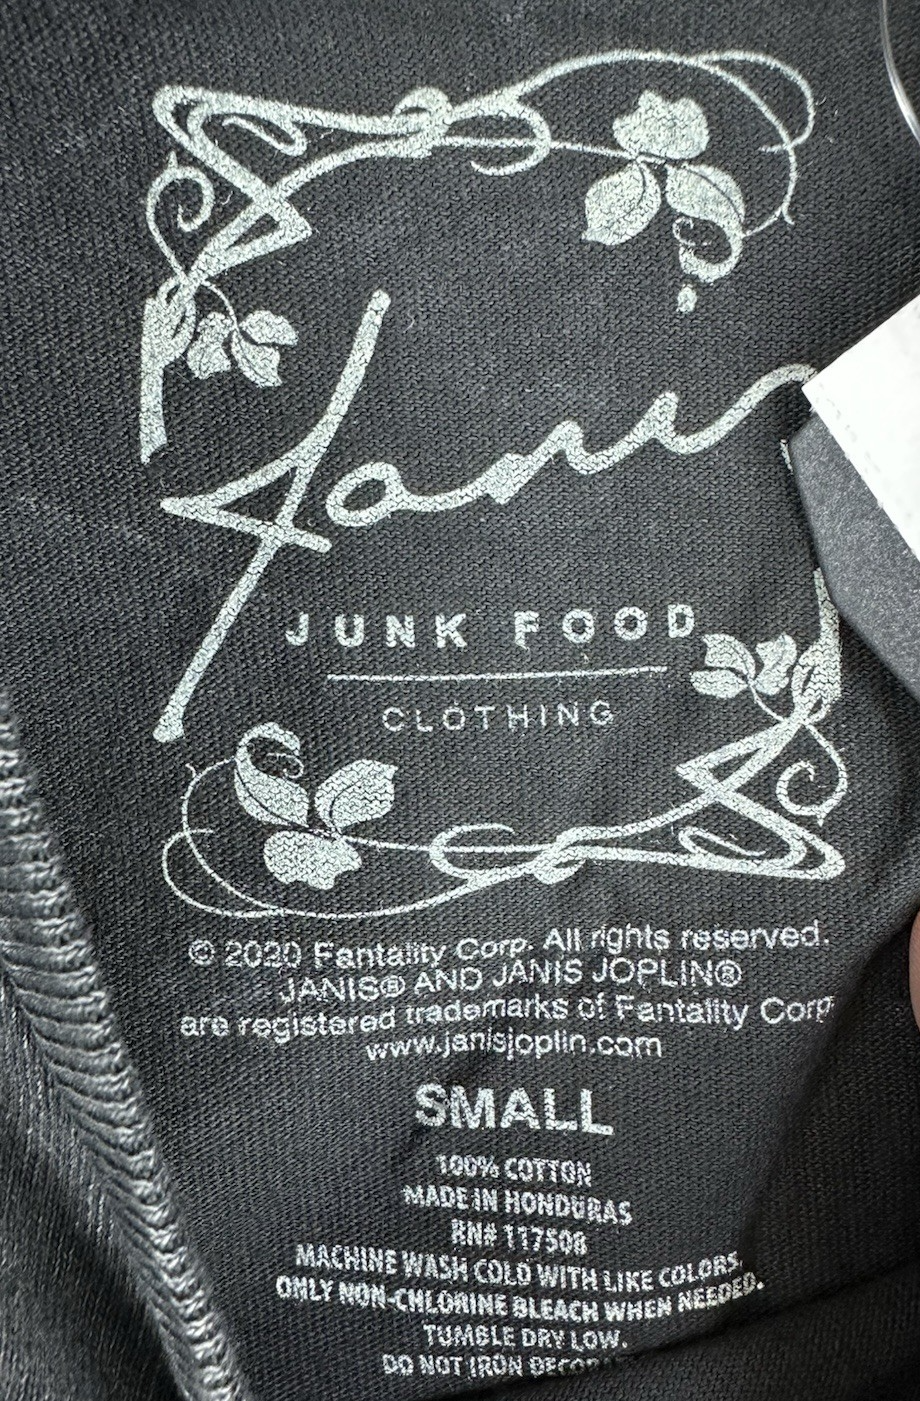 Janis
JUNK FOOD
CLOTHING
© 2020 Fantality Corp. All rights reserved.
JANIS® AND JANIS JOPLIN®
are registered trademarks of Fantality Corp
www.janisjoplin.com
SMALL
100% COTTON
MADE IN HONDURAS
RN# 117508
MACHINE WASH COLD WITH LIKE COLORS.
ONLY NON-CHLORINE BLEACH WHEN NEEDED.
TUMBLE DRY LOW.
DO NOT IRON